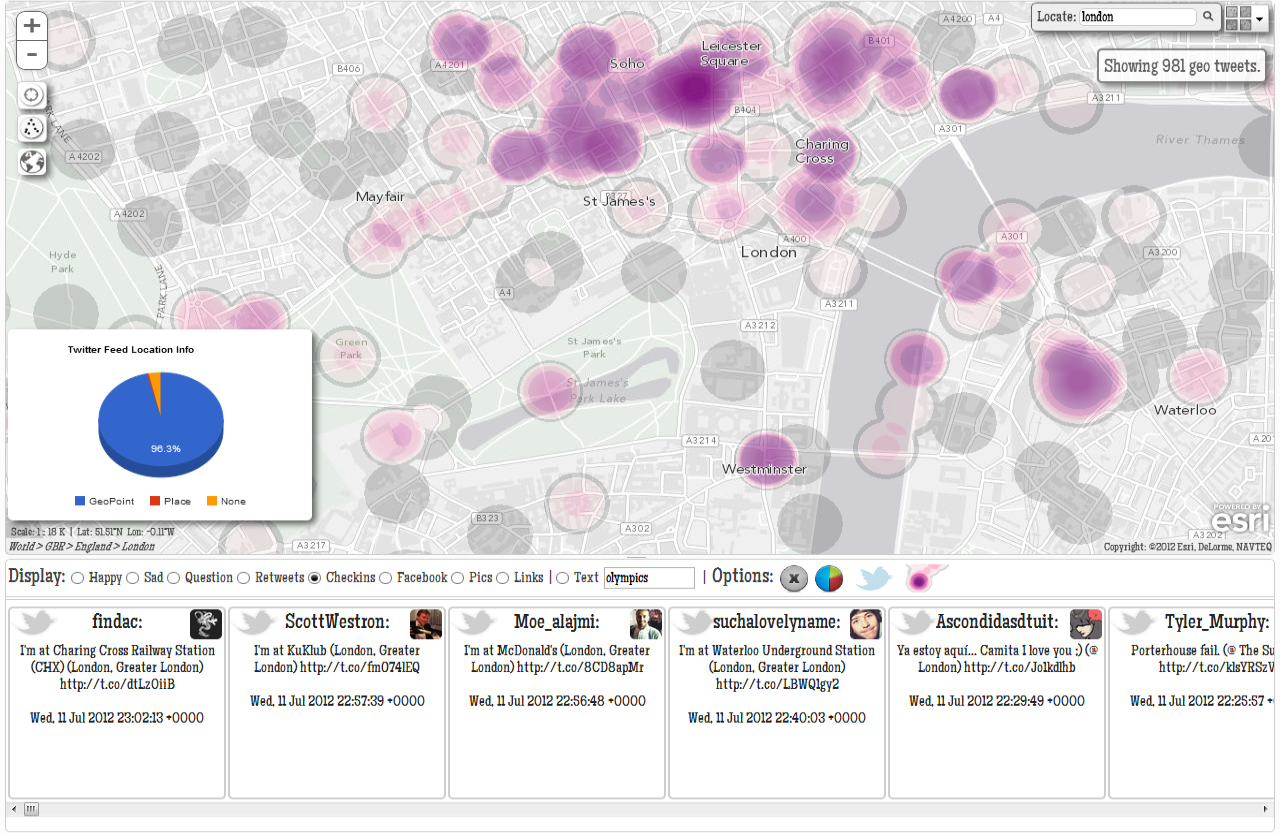 +
−
Locate: london
Showing 981 geo tweets.
A4200
A4
B401
Leicester
Square
Soho
A4201
B406
B404
A3211
A301
River Thames
PARK LANE
A4202
Charing
Cross
Mayfair
St James's
B327
A4202
A400
A301
London
A3200
Hyde
Park
PARK LANE
A4
A3211
A3212
Green
Park
St James's
Park
St James's
Park Lake
Waterloo
A3214
A201
Westminster
B323
A302
A3202
A3217
Twitter Feed Location Info
96.3%
GeoPoint Place None
Scale: 1 : 18 K | Lat: 51.51°N Lon: -0.11°W
World > GBR > England > London
POWERED BY
esri
Copyright: ©2012 Esri, DeLorme, NAVTEQ
Display: Happy Sad Question Retweets Checkins Facebook Pics Links | Text olympics | Options: X
findac:
I'm at Charing Cross Railway Station
(CHX) (London, Greater London)
http://t.co/dtLzOiiB
Wed, 11 Jul 2012 23:02:13 +0000
ScottWestron:
I'm at KuKlub (London, Greater
London) http://t.co/fmO741EQ
Wed, 11 Jul 2012 22:57:39 +0000
Moe_alajmi:
I'm at McDonald's (London, Greater
London) http://t.co/8CD8apMr
Wed, 11 Jul 2012 22:56:48 +0000
suchalovelyname:
I'm at Waterloo Underground Station
(London, Greater London)
http://t.co/LBWQ1gy2
Wed, 11 Jul 2012 22:40:03 +0000
Ascondidasdtuit:
Ya estoy aquí... Camita I love you ;) (@
London) http://t.co/Jo1kdIhb
Wed, 11 Jul 2012 22:29:49 +0000
Tyler_Murphy:
Porterhouse fail. (@ The Su
http://t.co/klsYRSzV
Wed, 11 Jul 2012 22:25:57 +